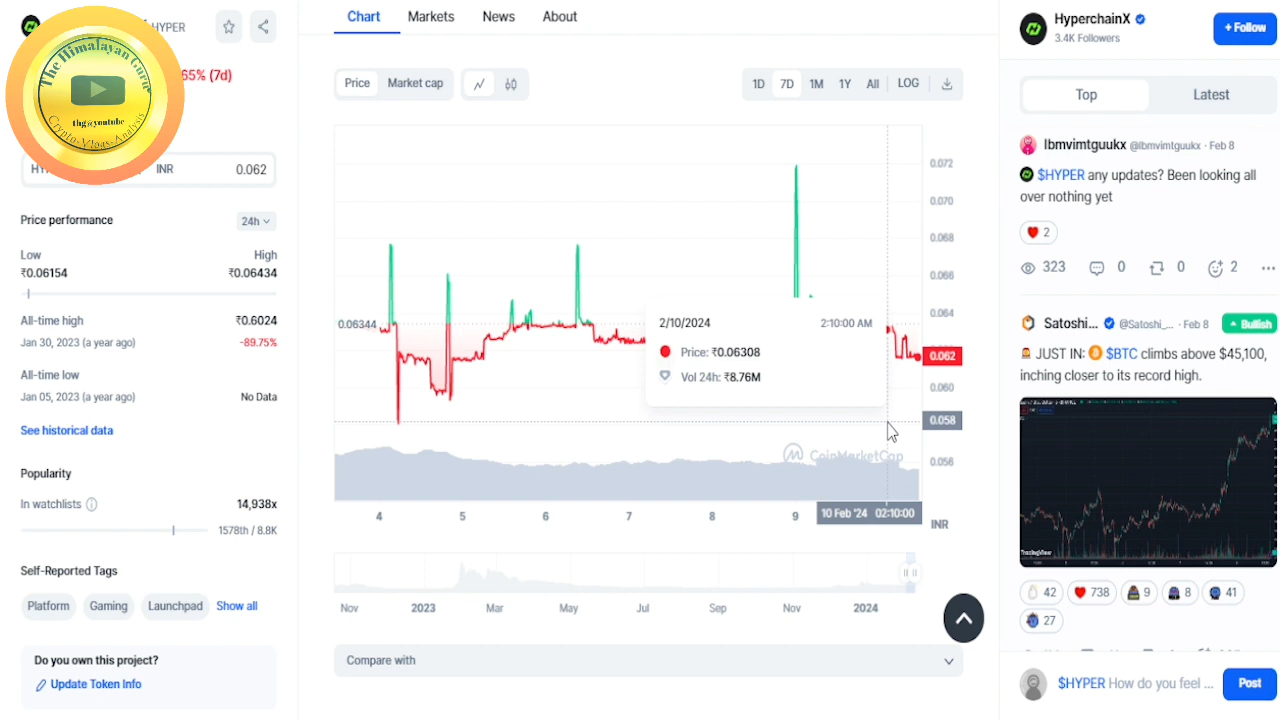 HYPER
65% (7d)
The Himalayan Guru
thg@youtube
Crypto-Vlogs-Analysis
INR 0.062
Price performance
24h
Low High
₹0.06154 ₹0.06434
All-time high ₹0.6024
Jan 30, 2023 (a year ago) -89.75%
All-time low
Jan 05, 2023 (a year ago) No Data
See historical data
Popularity
In watchlists 14,938x
1578th / 8.8K
Self-Reported Tags
Platform Gaming Launchpad Show all
Do you own this project?
Update Token Info
Chart Markets News About
Price Market cap
1D 7D 1M 1Y All LOG
0.072
0.070
0.068
0.066
0.064
0.062
0.060
0.058
0.056
0.06344
2/10/2024 2:10:00 AM
Price: ₹0.06308
Vol 24h: ₹8.76M
CoinMarketCap
4 5 6 7 8 9 10 Feb '24 02:10:00 INR
Nov 2023 Mar May Jul Sep Nov 2024
Compare with
HyperchainX
3.4K Followers
+ Follow
Top Latest
lbmvimtguukx @lbmvimtguukx · Feb 8
$HYPER any updates? Been looking all
over nothing yet
2
323 0 0 2
Satoshi... @Satoshi_... · Feb 8 Bullish
JUST IN: $BTC climbs above $45,100,
inching closer to its record high.
TradingView
42 738 9 8 41
27
$HYPER How do you feel ... Post